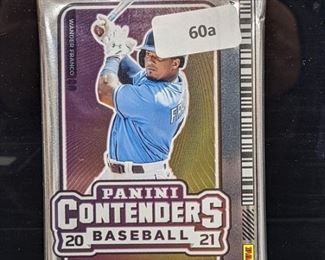 WANDER FRANCO
60a
PANINI
CONTENDERS
20 21
BASEBALL